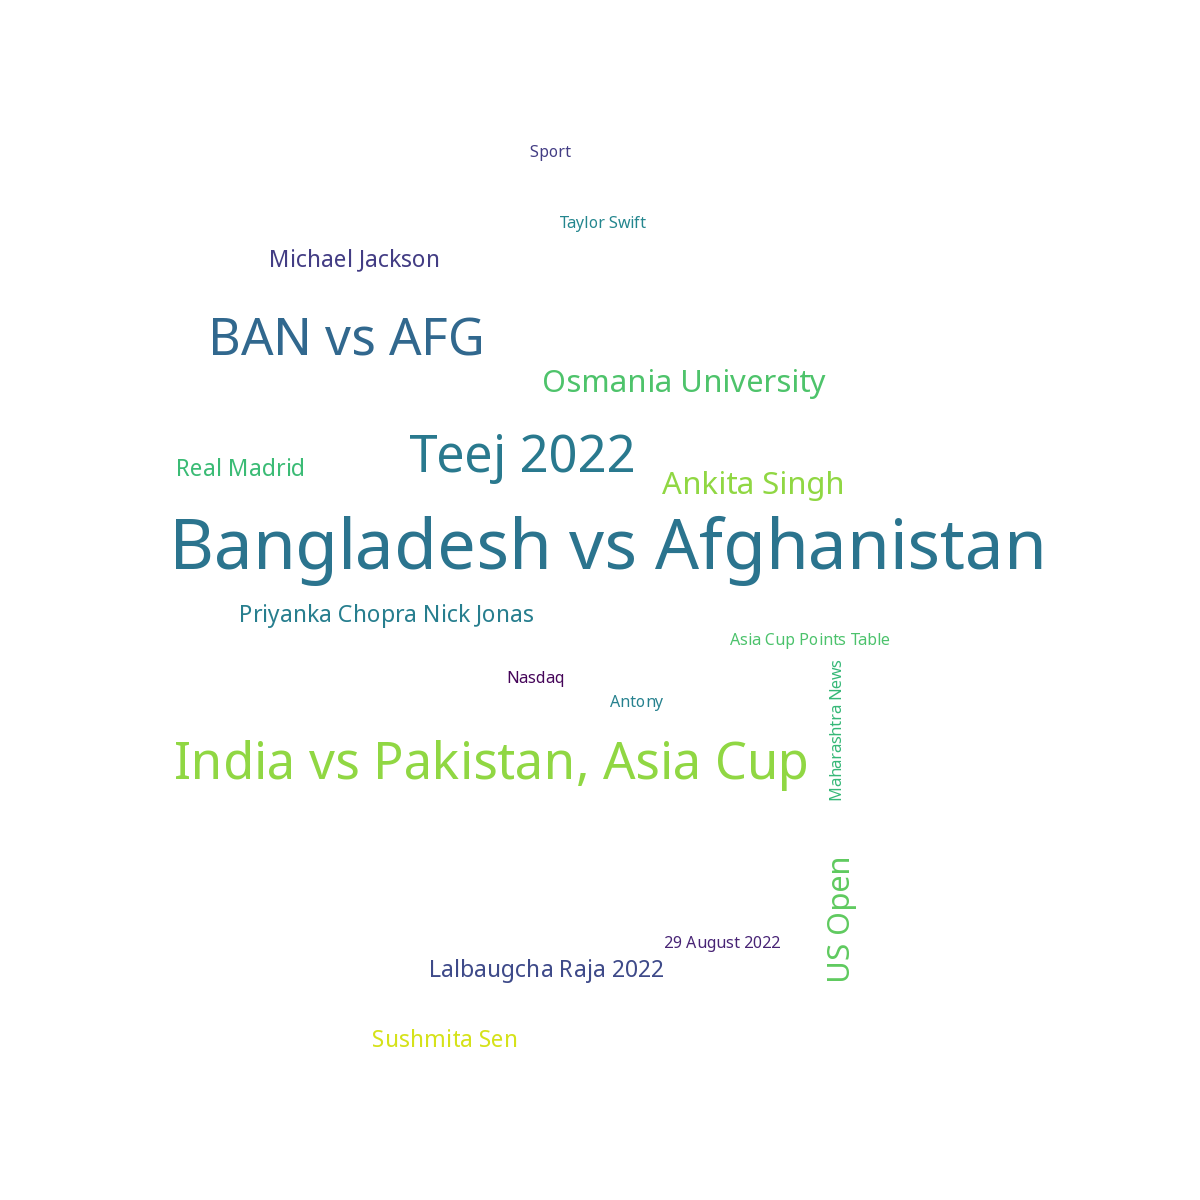 Sport
Taylor Swift
Michael Jackson
BAN vs AFG
Osmania University
Teej 2022
Real Madrid
Ankita Singh
Bangladesh vs Afghanistan
Priyanka Chopra Nick Jonas
Asia Cup Points Table
Maharashtra News
Nasdaq
Antony
India vs Pakistan, Asia Cup
US Open
29 August 2022
Lalbaugcha Raja 2022
Sushmita Sen